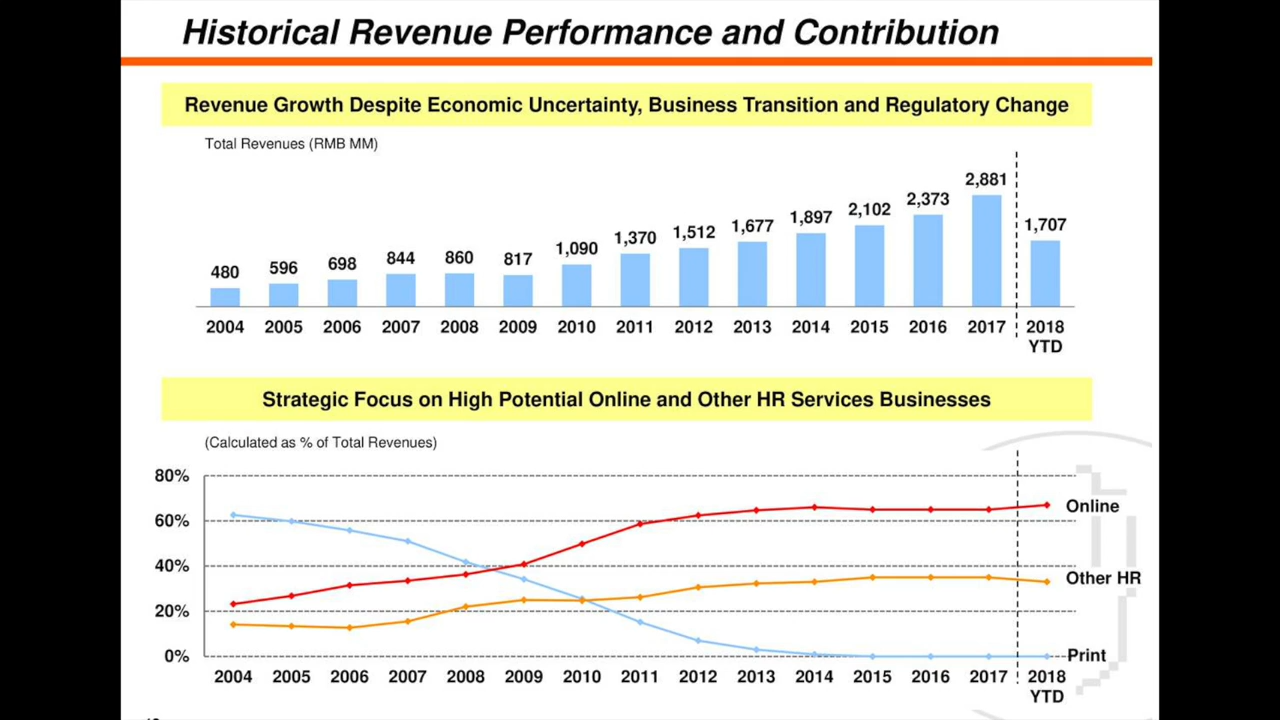 Historical Revenue Performance and Contribution
Revenue Growth Despite Economic Uncertainty, Business Transition and Regulatory Change
Total Revenues (RMB MM)
480 596 698 844 860 817 1,090 1,370 1,512 1,677 1,897 2,102 2,373 2,881 1,707
2004 2005 2006 2007 2008 2009 2010 2011 2012 2013 2014 2015 2016 2017 2018
YTD
Strategic Focus on High Potential Online and Other HR Services Businesses
(Calculated as % of Total Revenues)
80%
60%
40%
20%
0%
Online
Other HR
Print
2004 2005 2006 2007 2008 2009 2010 2011 2012 2013 2014 2015 2016 2017 2018
YTD